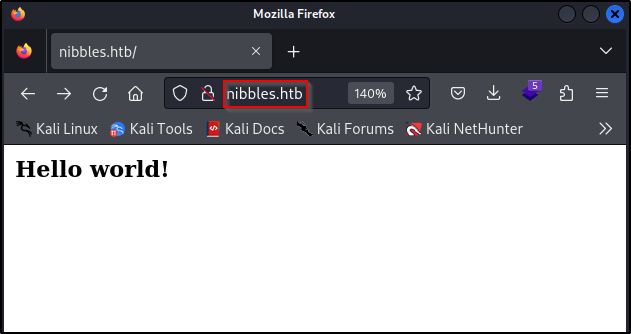 Mozilla Firefox
nibbles.htb/
nibbles.htb 140% 5
Kali Linux Kali Tools Kali Docs Kali Forums Kali NetHunter
Hello world!